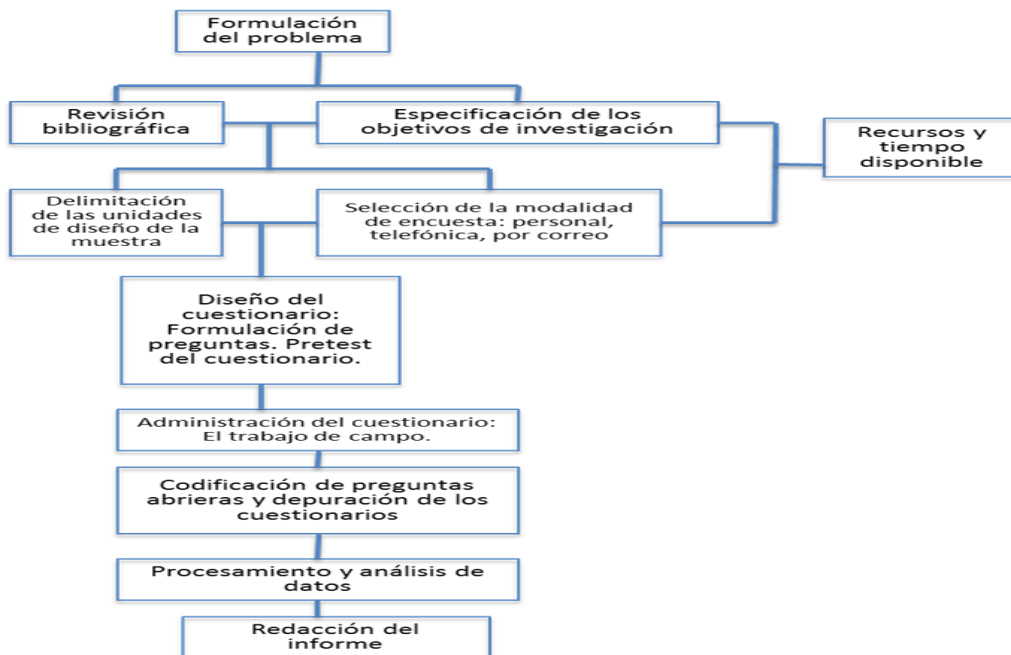 Formulación
del problema
Revisión
bibliográfica
Especificación de los
objetivos de investigación
Recursos y
tiempo
disponible
Delimitación
de las unidades
de diseño de la
muestra
Selección de la modalidad
de encuesta: personal,
telefónica, por correo
Diseño del
cuestionario:
Formulación de
preguntas. Pretest
del cuestionario.
Administración del cuestionario:
El trabajo de campo.
Codificación de preguntas
abrieras y depuración de los
cuestionarios
Procesamiento y análisis de
datos
Redacción del
informe